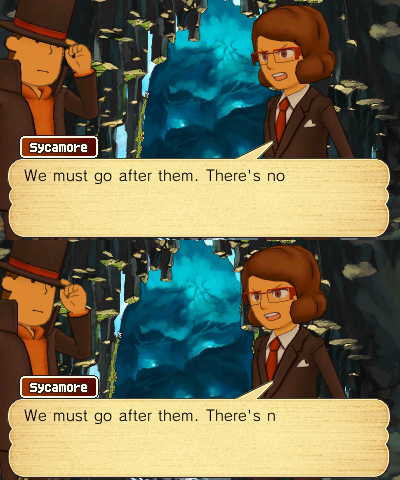 Sycamore
We must go after them. There's no
Sycamore
We must go after them. There's n